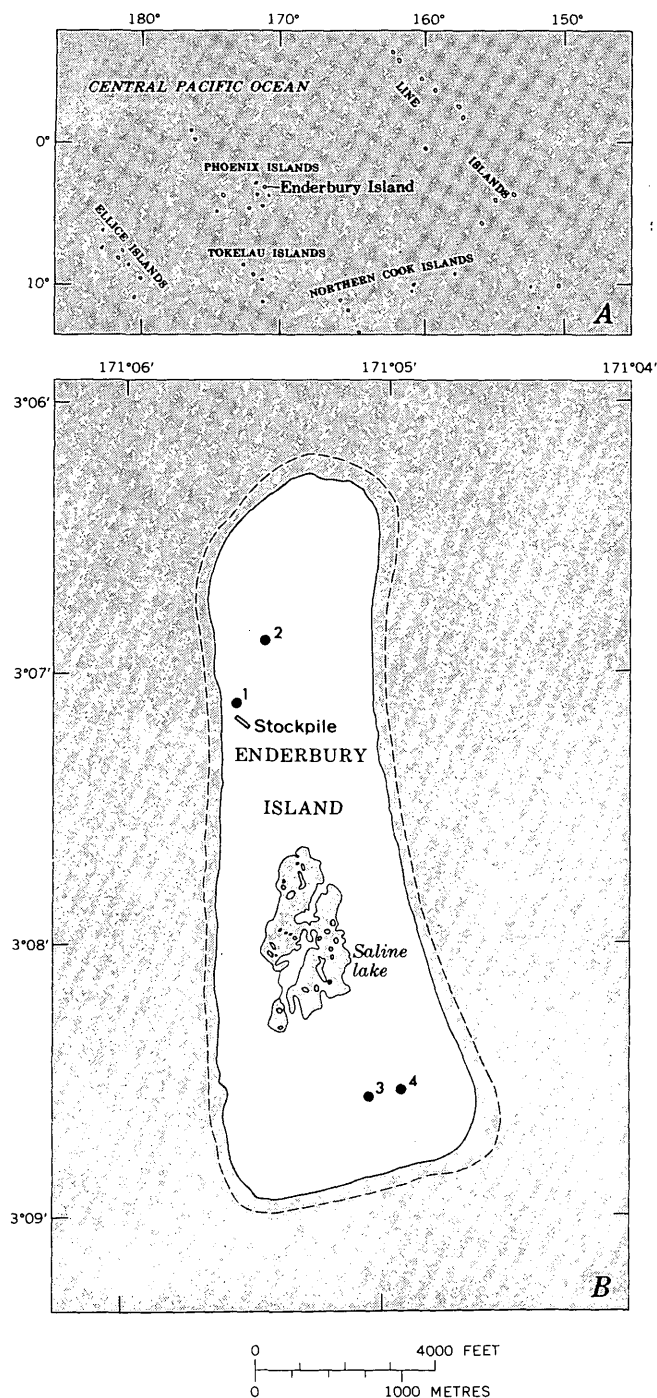 180° 170° 160° 150°
CENTRAL PACIFIC OCEAN
LINE
ISLANDS
0°
PHOENIX ISLANDS
Enderbury Island
ELLICE ISLANDS
TOKELAU ISLANDS
NORTHERN COOK ISLANDS
10°
A
171°06′ 171°05′ 171°04′
3°06′
2
3°07′
1
Stockpile
ENDERBURY
ISLAND
3°08′
Saline
lake
3 4
3°09′
B
0 4000 FEET
0 1000 METRES